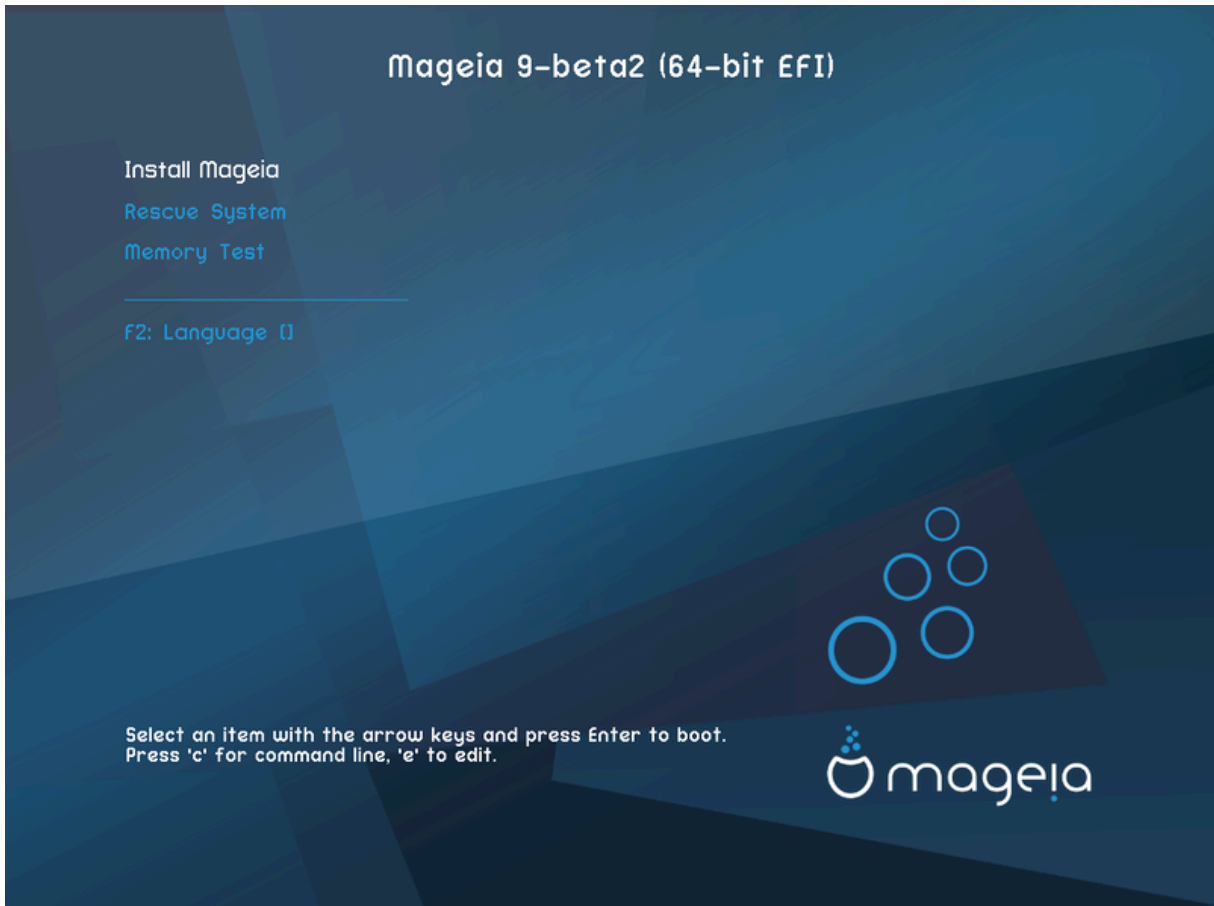 Mageia 9-beta2 (64-bit EFI)
Install Mageia
Rescue System
Memory Test
F2: Language []
Select an item with the arrow keys and press Enter to boot.
Press 'c' for command line, 'e' to edit.
mageia